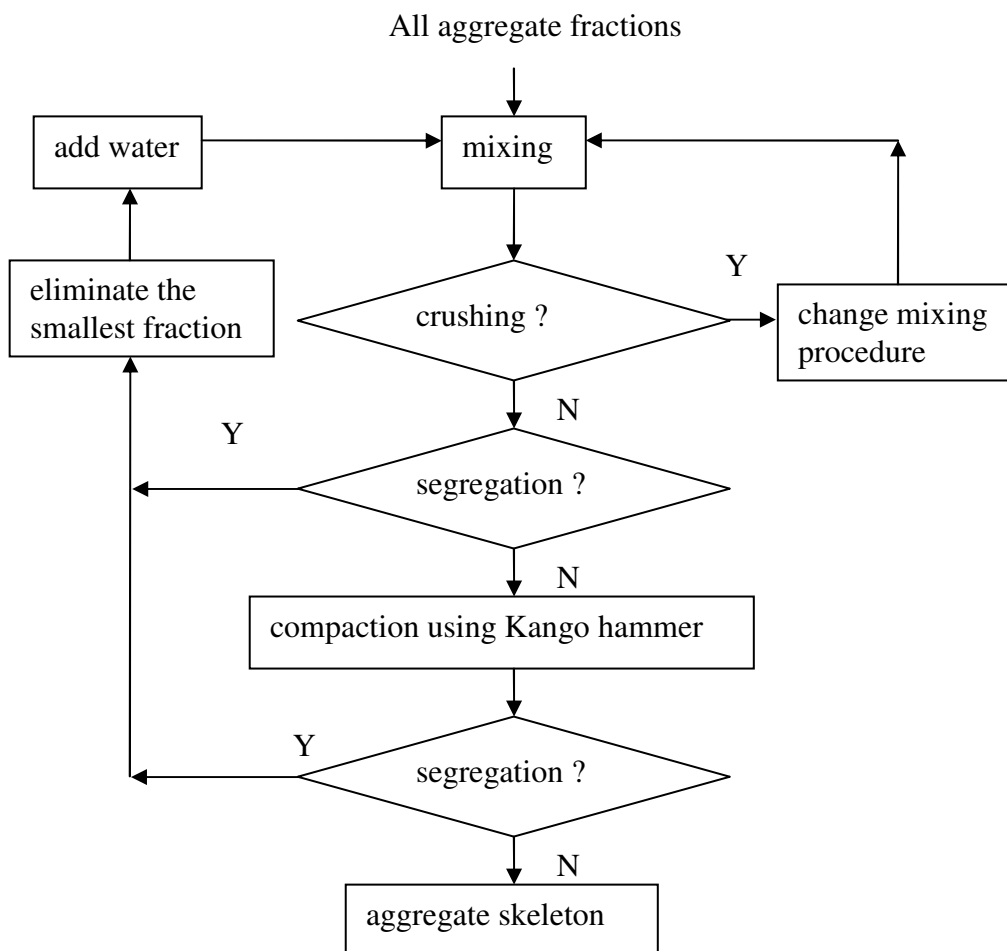 All aggregate fractions
add water
mixing
eliminate the
smallest fraction
crushing ?
Y
change mixing
procedure
N
Y
segregation ?
N
compaction using Kango hammer
Y
segregation ?
N
aggregate skeleton